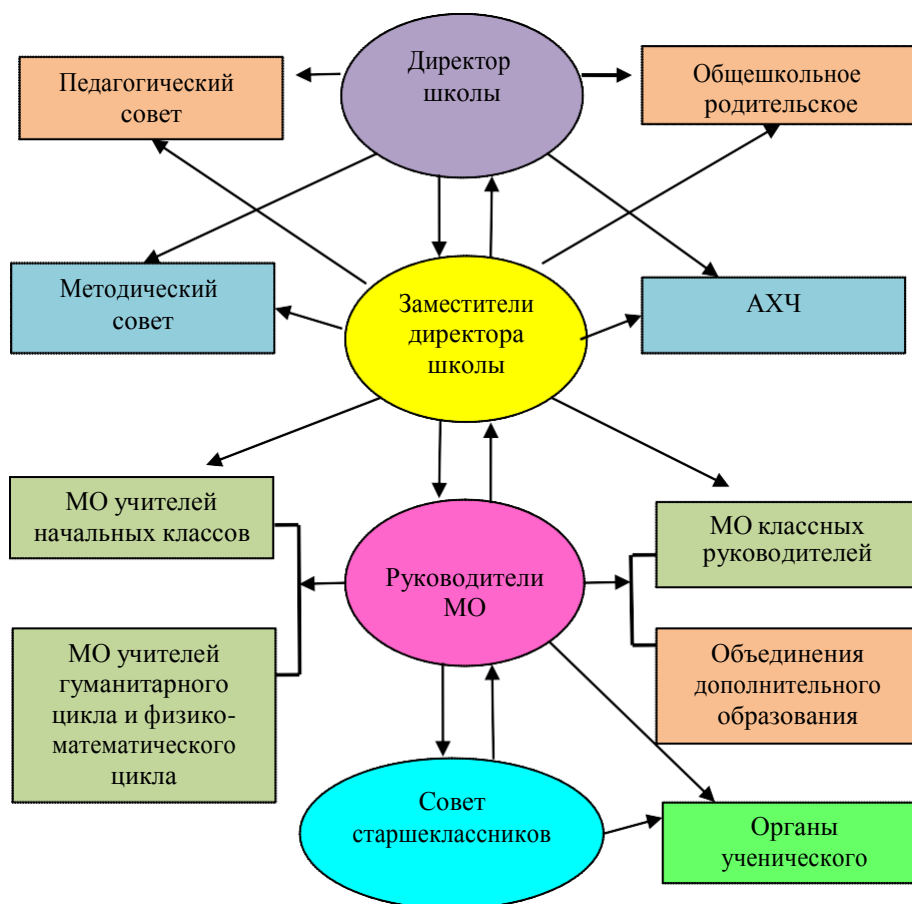 Директор
школы
Педагогический
совет
Общешкольное
родительское
Методический
совет
Заместители
директора
школы
АХЧ
МО учителей
начальных классов
МО классных
руководителей
Руководители
МО
МО учителей
гуманитарного
цикла и физико-
математического
цикла
Объединения
дополнительного
образования
Совет
старшеклассников
Органы
ученического